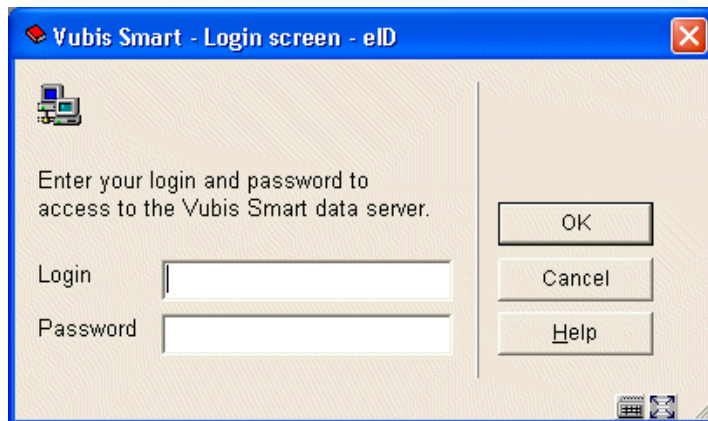 Vubis Smart - Login screen - eID
Enter your login and password to
access to the Vubis Smart data server.
Login
Password
OK
Cancel
Help